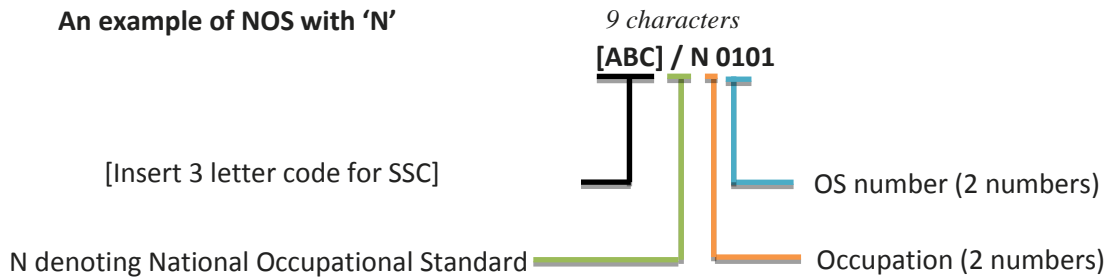 An example of NOS with ‘N’
9 characters
[ABC] / N 0101
[Insert 3 letter code for SSC]
OS number (2 numbers)
N denoting National Occupational Standard
Occupation (2 numbers)